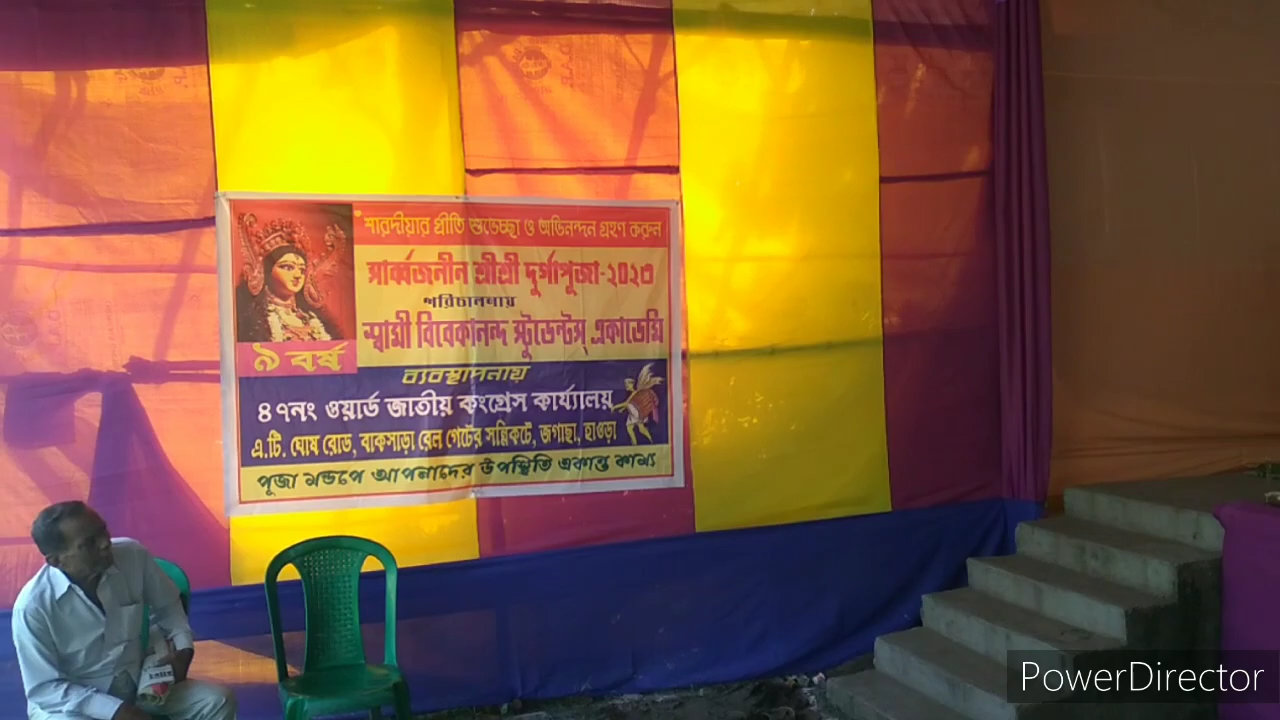 শারদীয়ার প্রীতি শুভেচ্ছা ও অভিনন্দন গ্রহণ করুন
সার্ব্বজনীন শ্রীশ্রী দুর্গাপূজা-২০২৩
পরিচালনায়
স্বামী বিবেকানন্দ স্টুডেন্টস্ একাডেমি
৯ বর্ষ
ব্যবস্থাপনায়
৪৭নং ওয়ার্ড জাতীয় কংগ্রেস কার্য্যালয়
এ.টি. ঘোষ রোড, বাকসাড়া রেল গেটের সন্নিকটে, জগাছা, হাওড়া
পূজা মন্ডপে আপনাদের উপস্থিতি একান্ত কাম্য
PowerDirector